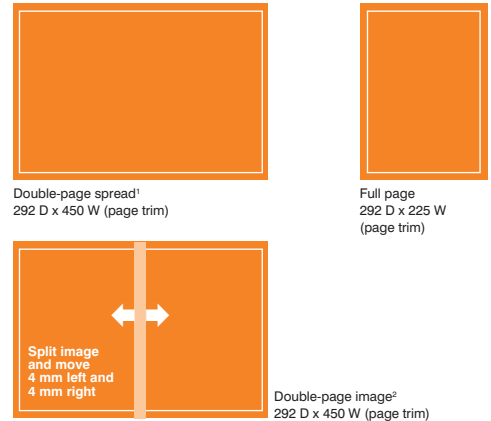 Double-page spread¹
292 D x 450 W (page trim)
Full page
292 D x 225 W
(page trim)
Split image
and move
4 mm left and
4 mm right
Double-page image²
292 D x 450 W (page trim)